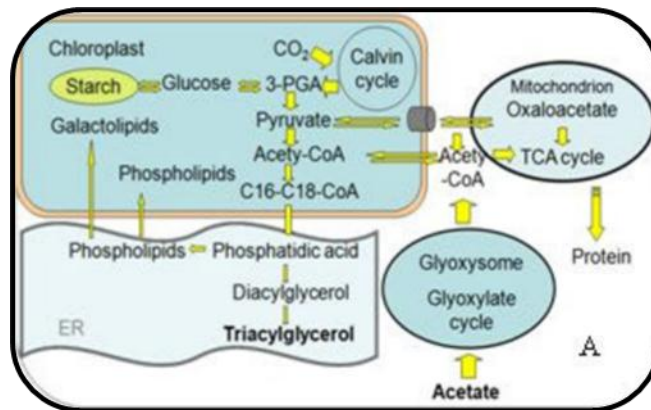 Chloroplast
CO2
Calvin
cycle
Starch
Glucose
3-PGA
Galactolipids
Pyruvate
Mitochondrion
Oxaloacetate
Acety-CoA
Acety
-CoA
TCA cycle
Phospholipids
C16-C18-CoA
Phospholipids
Phosphatidic acid
Glyoxysome
Protein
Diacylglycerol
Glyoxylate
cycle
ER
Triacylglycerol
A
Acetate